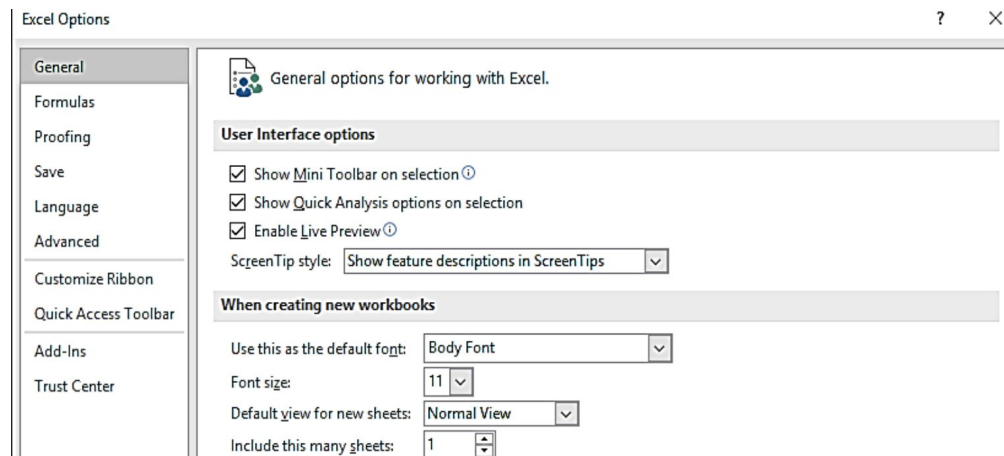 Excel Options ? ×
General
Formulas
Proofing
Save
Language
Advanced
Customize Ribbon
Quick Access Toolbar
Add-Ins
Trust Center
General options for working with Excel.
User Interface options
Show Mini Toolbar on selection
Show Quick Analysis options on selection
Enable Live Preview
ScreenTip style: Show feature descriptions in ScreenTips
When creating new workbooks
Use this as the default font: Body Font
Font size: 11
Default view for new sheets: Normal View
Include this many sheets: 1